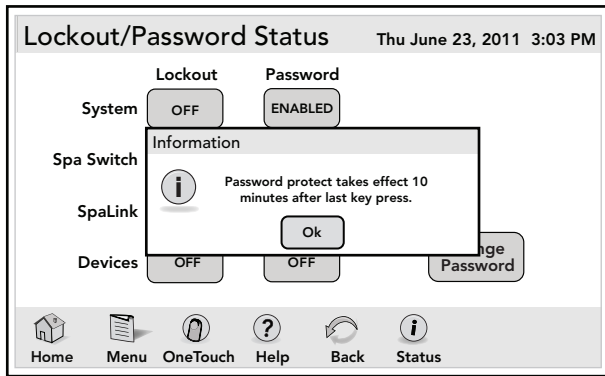 Lockout/Password Status Thu June 23, 2011 3:03 PM
Lockout Password
System OFF ENABLED
Information
Spa Switch
i
Password protect takes effect 10
minutes after last key press.
SpaLink
Ok
nge
Devices OFF OFF Password
? i
Home Menu OneTouch Help Back Status